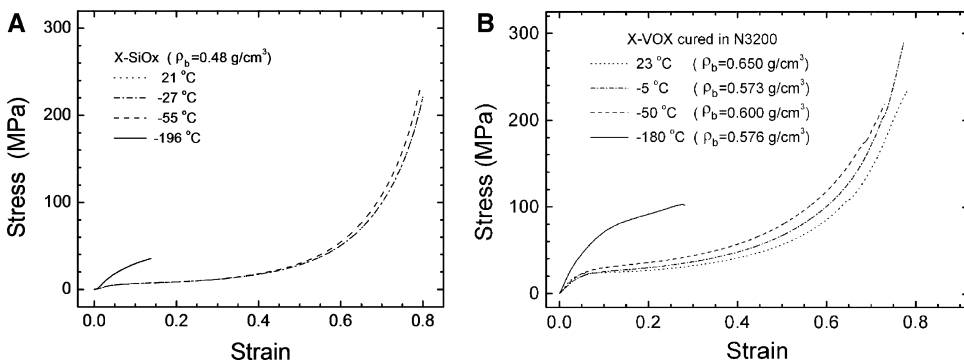 A
X-SiOx ( ρb=0.48 g/cm3)
21 °C
-27 °C
-55 °C
-196 °C
300
200
100
0
0.0 0.2 0.4 0.6 0.8
Stress (MPa)
Strain
B
X-VOX cured in N3200
23 °C ( ρb=0.650 g/cm3)
-5 °C ( ρb=0.573 g/cm3)
-50 °C ( ρb=0.600 g/cm3)
-180 °C ( ρb=0.576 g/cm3)
300
200
100
0
0.0 0.2 0.4 0.6 0.8
Stress (MPa)
Strain